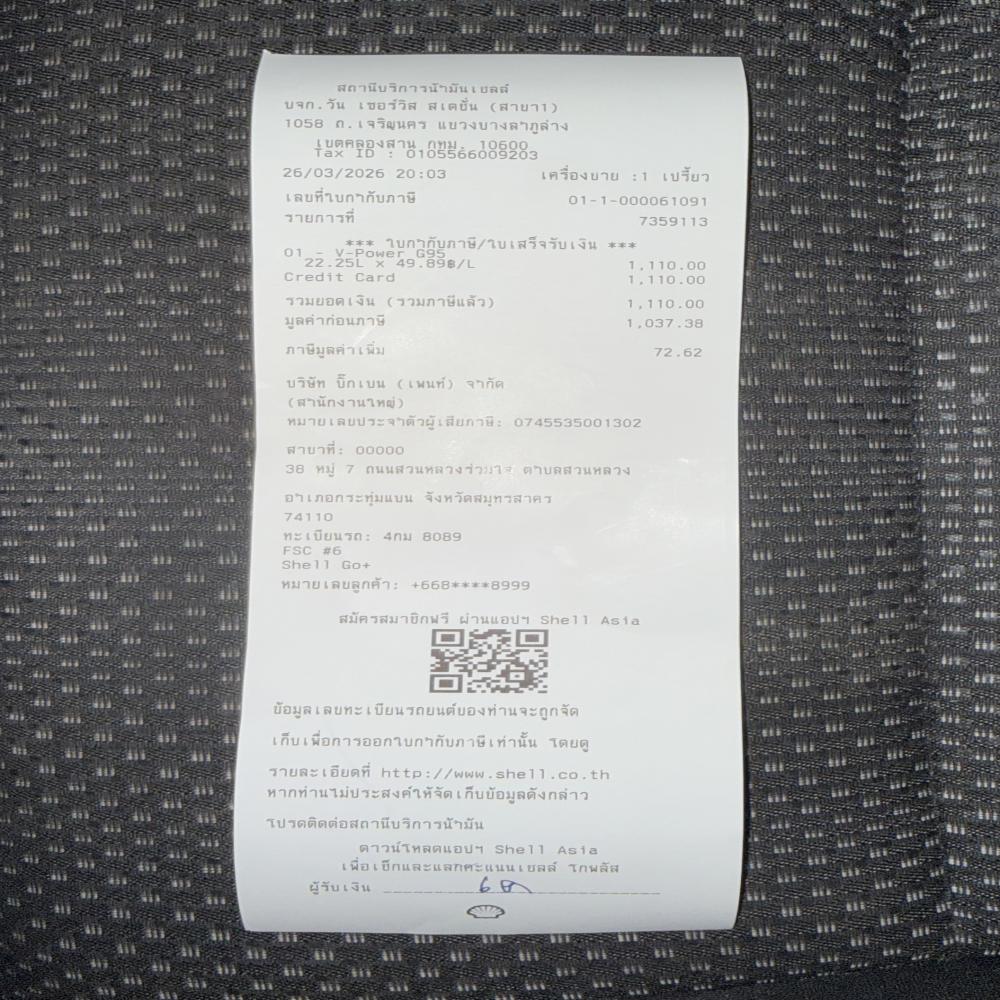 สถานีบริการน้ำมันเชลล์
บจก.วัน เซอร์วิส สเตชั่น (สาขา1)
1058 ถ.เจริญนคร แขวงบางลำภูล่าง
เขตคลองสาน กทม. 10600
Tax ID : 0105566009203
26/03/2026 20:03 เครื่องขาย :1 เปรี้ยว
เลขที่ใบกำกับภาษี 01-1-000061091
รายการที่ 7359113
*** ใบกำกับภาษี/ใบเสร็จรับเงิน ***
01 - V-Power G95
22.25L x 49.89฿/L 1,110.00
Credit Card 1,110.00
รวมยอดเงิน (รวมภาษีแล้ว) 1,110.00
มูลค่าก่อนภาษี 1,037.38
ภาษีมูลค่าเพิ่ม 72.62
บริษัท บิ๊กเบน (เพนท์) จำกัด
(สำนักงานใหญ่)
หมายเลขประจำตัวผู้เสียภาษี: 0745535001302
สาขาที่: 00000
38 หมู่ 7 ถนนสวนหลวงร่วมใจ ตำบลสวนหลวง
อำเภอกระทุ่มแบน จังหวัดสมุทรสาคร
74110
ทะเบียนรถ: 4กม 8089
FSC #6
Shell Go+
หมายเลขลูกค้า: +668****8999
สมัครสมาชิกฟรี ผ่านแอปฯ Shell Asia
ข้อมูลเลขทะเบียนรถยนต์ของท่านจะถูกจัด
เก็บเพื่อการออกใบกำกับภาษีเท่านั้น โดยดู
รายละเอียดที่ http://www.shell.co.th
หากท่านไม่ประสงค์ให้จัดเก็บข้อมูลดังกล่าว
โปรดติดต่อสถานีบริการน้ำมัน
ดาวน์โหลดแอปฯ Shell Asia
เพื่อเช็กและแลกคะแนนเชลล์ โกพลัส
ผู้รับเงิน